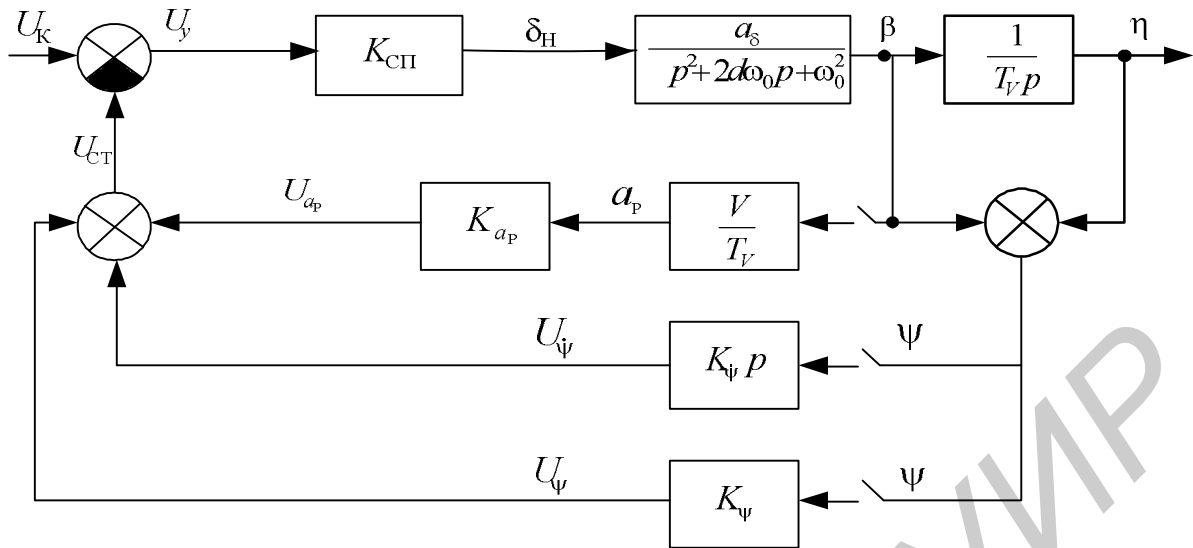 U_К
U_y
K_СП
δ_Н
a_δ
p²+2dω₀p+ω₀²
β
1
T_V p
η
U_СТ
U_{a_р}
K_{a_р}
a_р
V
T_V
U_ψ̇
K_ψ̇ p
ψ
U_ψ
K_ψ
ψ
УИР